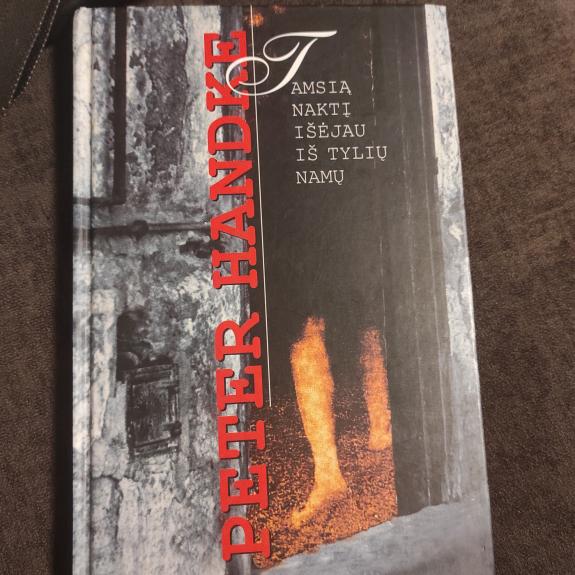 PETER HANDKE
TAMSIĄ
NAKTĮ
IŠĖJAU
IŠ TYLIŲ
NAMŲ